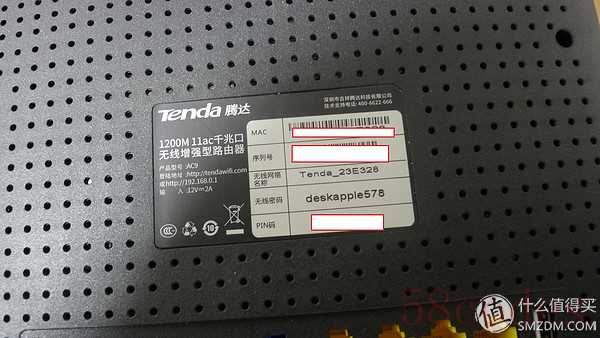 Tenda 腾达
深圳市吉祥腾达科技有限公司
技术支持电话:400-6622-666
1200M 11ac千兆口
无线增强型路由器
产品型号: AC9
登陆地址: http://tendawifi.com
或http://192.168.0.1
输 入 :12V⎓2A
MAC
序列号
无线网络名称
Tenda_23E328
无线密码
deskapple578
PIN码
10
值 什么值得买
SMZDM.COM